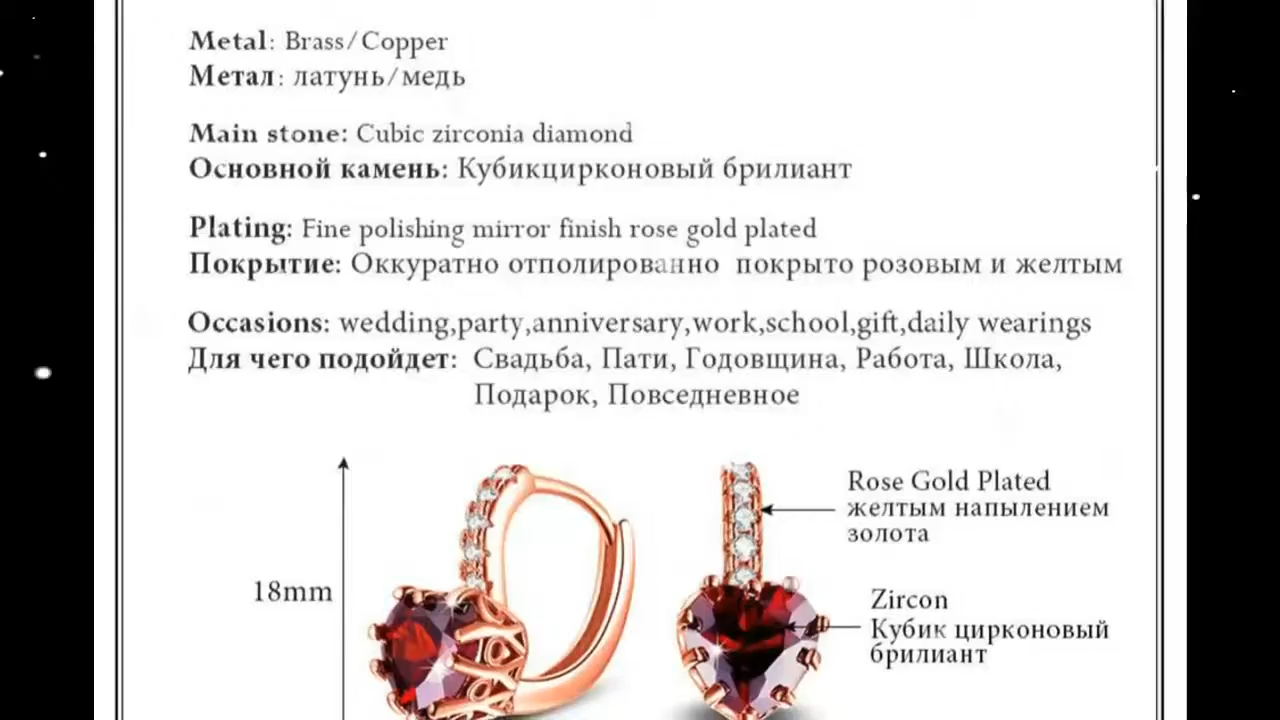 Metal: Brass/Copper
Метал: латунь/медь
Main stone: Cubic zirconia diamond
Основной камень: Кубикцирконовый брилиант
Plating: Fine polishing mirror finish rose gold plated
Покрытие: Оккуратно отполированно покрыто розовым и желтым
Occasions: wedding,party,anniversary,work,school,gift,daily wearings
Для чего подойдет: Свадьба, Пати, Годовщина, Работа, Школа,
Подарок, Повседневное
Rose Gold Plated
желтым напылением
золота
18mm
Zircon
Кубик цирконовый
брилиант